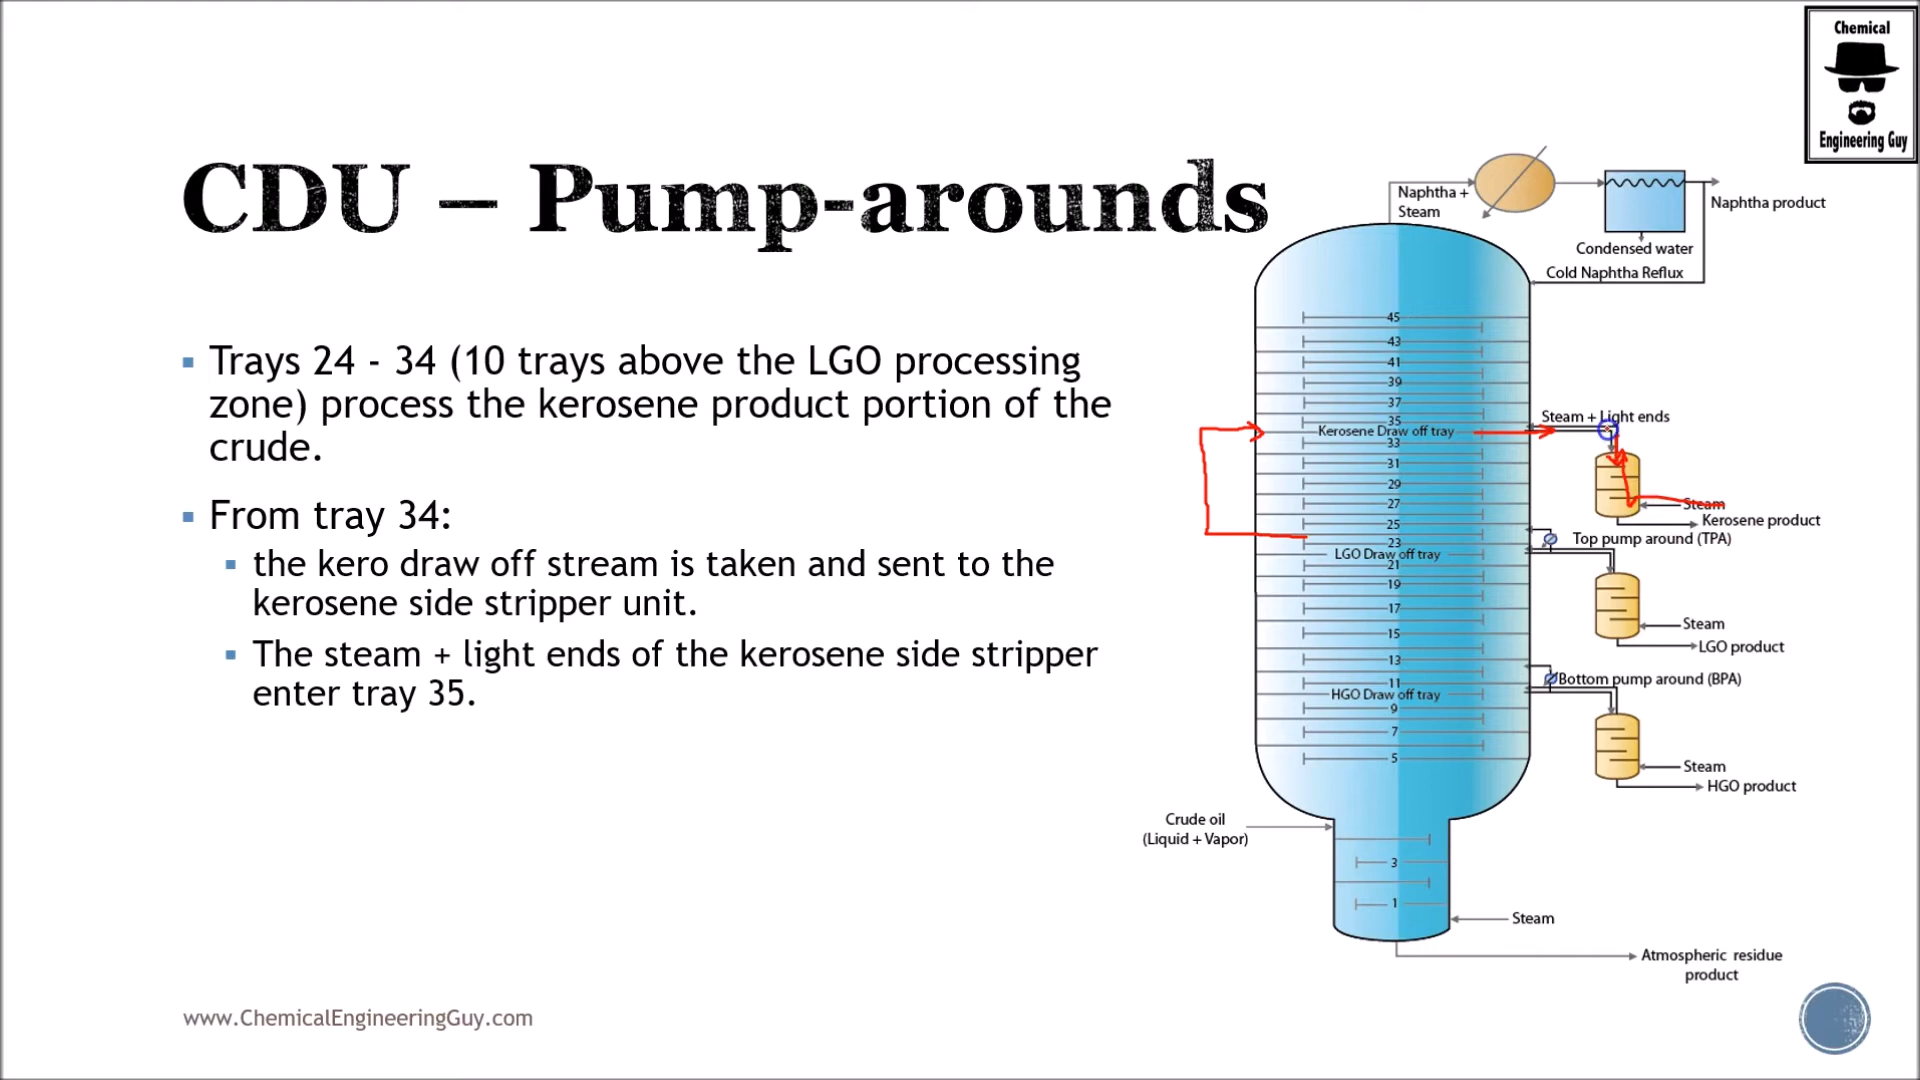 Chemical
Engineering Guy
CDU – Pump-arounds
Trays 24 - 34 (10 trays above the LGO processing
zone) process the kerosene product portion of the
crude.
From tray 34:
the kero draw off stream is taken and sent to the
kerosene side stripper unit.
The steam + light ends of the kerosene side stripper
enter tray 35.
www.ChemicalEngineeringGuy.com
Naphtha +
Steam
Naphtha product
Condensed water
Cold Naphtha Reflux
45
43
41
39
37
35
Steam + Light ends
Kerosene Draw off tray
33
31
29
27
Steam
Kerosene product
25
23
Top pump around (TPA)
LGO Draw off tray
21
19
17
Steam
15
LGO product
13
11
Bottom pump around (BPA)
HGO Draw off tray
9
7
5
Steam
HGO product
Crude oil
(Liquid + Vapor)
3
1
Steam
Atmospheric residue
product